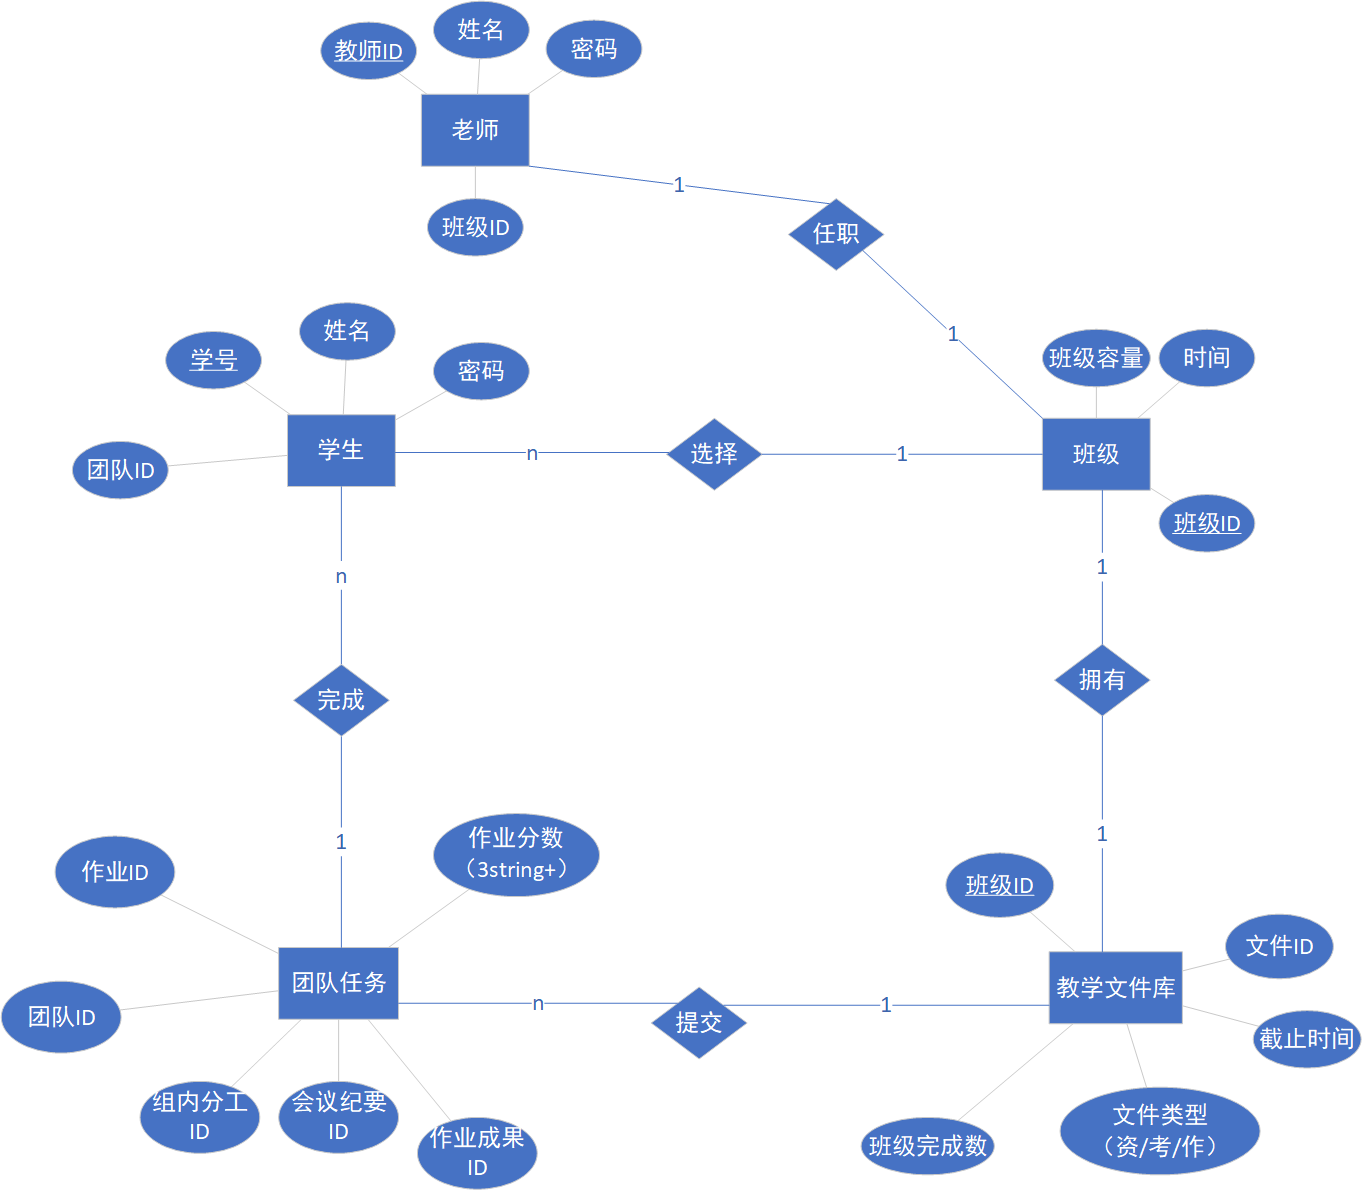 姓名
教师ID
密码
老师
1
班级ID
任职
姓名
1
学号
密码
班级容量
时间
学生
n
选择
1
班级
团队ID
班级ID
1
n
拥有
完成
1
1
作业分数
（3string+）
作业ID
班级ID
文件ID
团队任务
教学文件库
n
1
团队ID
提交
截止时间
组内分工
ID
会议纪要
ID
作业成果
ID
班级完成数
文件类型
（资/考/作）